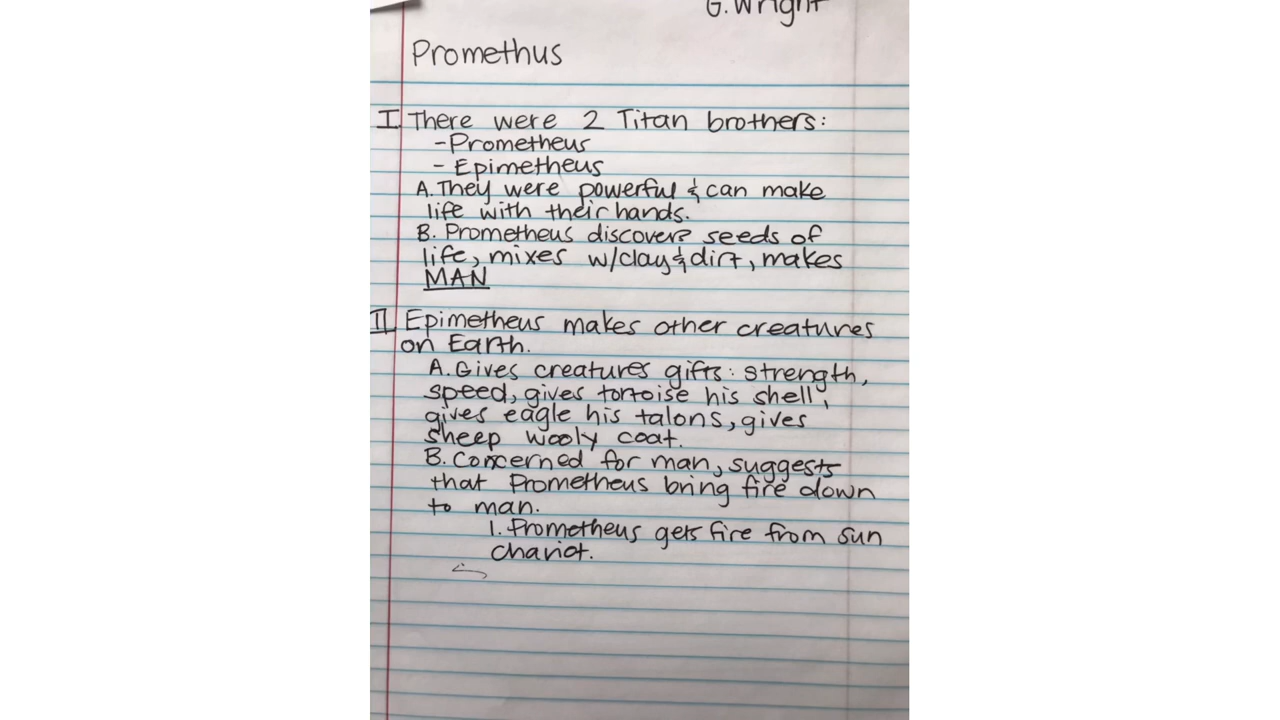 G. Wright
Promethus
I There were 2 Titan brothers:
- Prometheus
- Epimetheus
A. They were powerful & can make
life with their hands.
B. Prometheus discovers seeds of
life, mixes w/clay & dirt, makes
MAN
II Epimetheus makes other creatures
on Earth.
A. Gives creatures gifts: strength,
speed, gives tortoise his shell,
gives eagle his talons, gives
sheep wooly coat.
B. Concerned for man, suggests
that Prometheus bring fire down
to man.
1. Prometheus gets fire from sun
chariot.